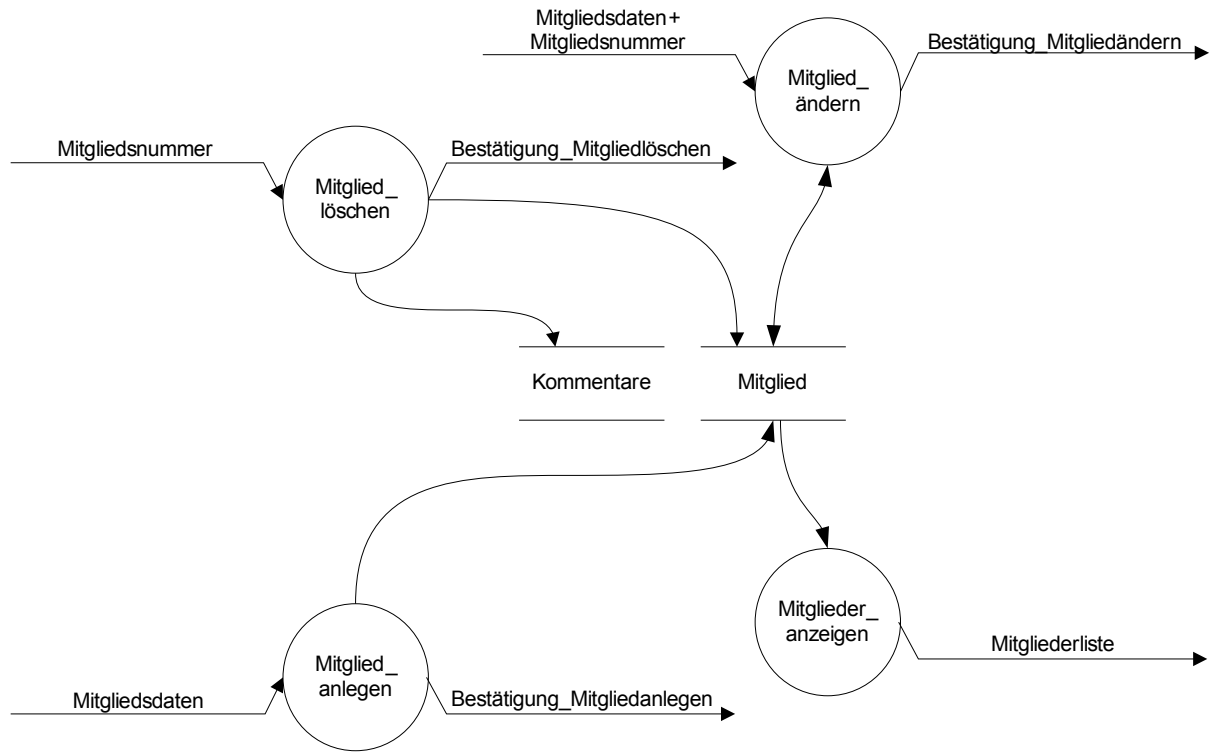 Mitgliedsdaten+
Mitgliedsnummer
Bestätigung_Mitgliedändern
Mitglied_
ändern
Mitgliedsnummer
Bestätigung_Mitgliedlöschen
Mitglied_
löschen
Kommentare
Mitglied
Mitglieder_
anzeigen
Mitgliederliste
Mitglied_
anlegen
Mitgliedsdaten
Bestätigung_Mitgliedanlegen